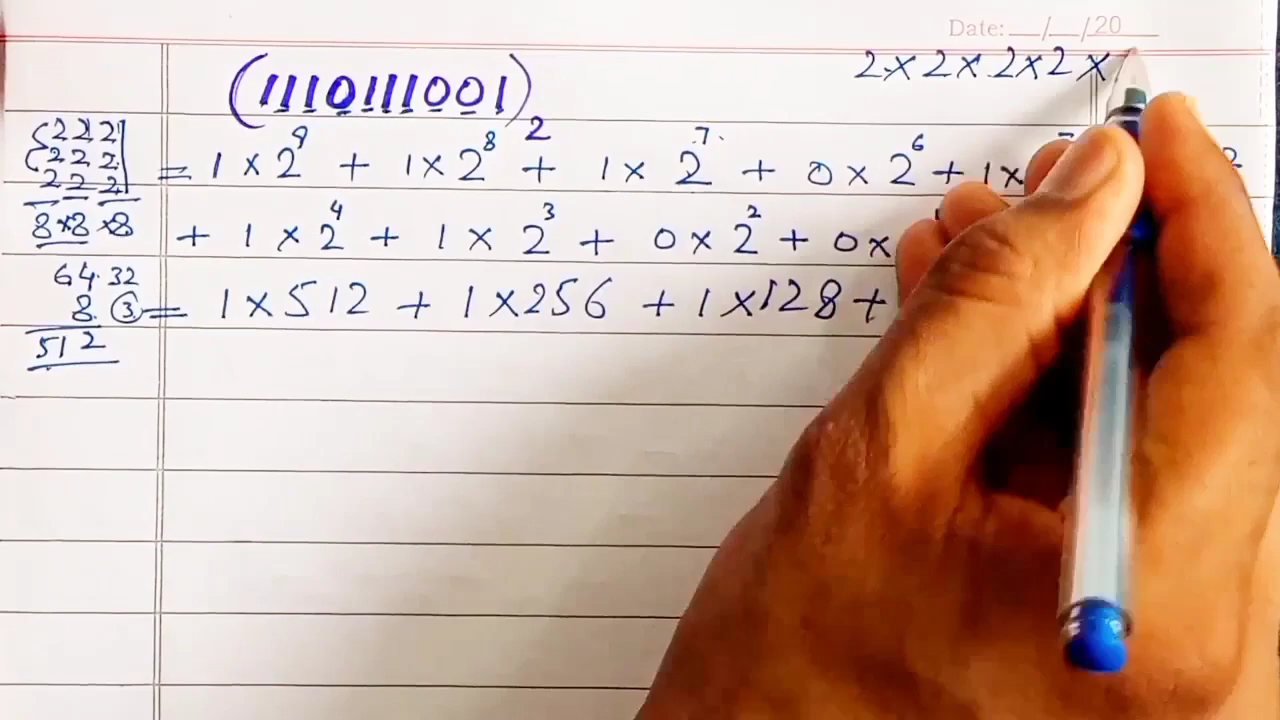 Date: __/__/20__
2 × 2 × 2 × 2 ×
(1110111001)2
= 1 × 2⁹ + 1 × 2⁸ + 1 × 2⁷ + 0 × 2⁶ + 1 ×
+ 1 × 2⁴ + 1 × 2³ + 0 × 2² + 0 ×
= 1 × 512 + 1 × 256 + 1 × 128 +
2 2 2
2 2 2
2 2 2
8 × 8 × 8
64 32
8 ③
512